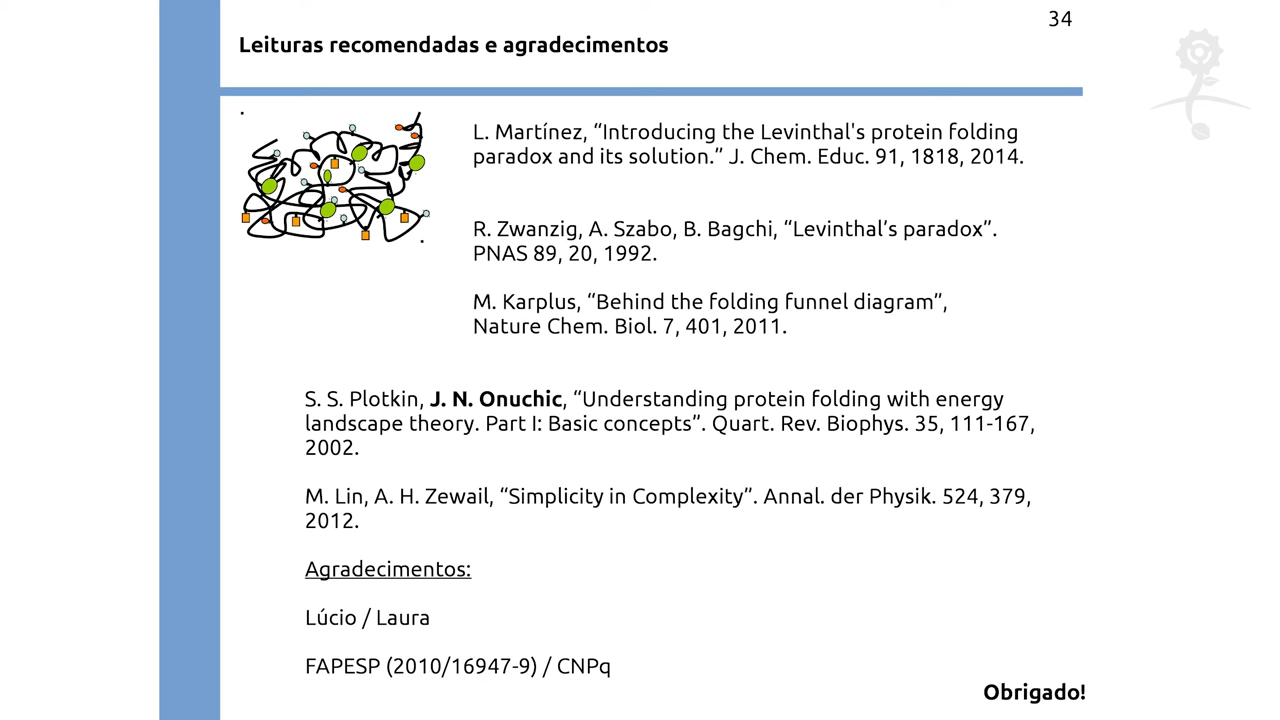 34
Leituras recomendadas e agradecimentos
L. Martínez, “Introducing the Levinthal's protein folding
paradox and its solution.” J. Chem. Educ. 91, 1818, 2014.
R. Zwanzig, A. Szabo, B. Bagchi, “Levinthal’s paradox”.
PNAS 89, 20, 1992.
M. Karplus, “Behind the folding funnel diagram”,
Nature Chem. Biol. 7, 401, 2011.
S. S. Plotkin, J. N. Onuchic, “Understanding protein folding with energy
landscape theory. Part I: Basic concepts”. Quart. Rev. Biophys. 35, 111-167,
2002.
M. Lin, A. H. Zewail, “Simplicity in Complexity”. Annal. der Physik. 524, 379,
2012.
Agradecimentos:
Lúcio / Laura
FAPESP (2010/16947-9) / CNPq
Obrigado!